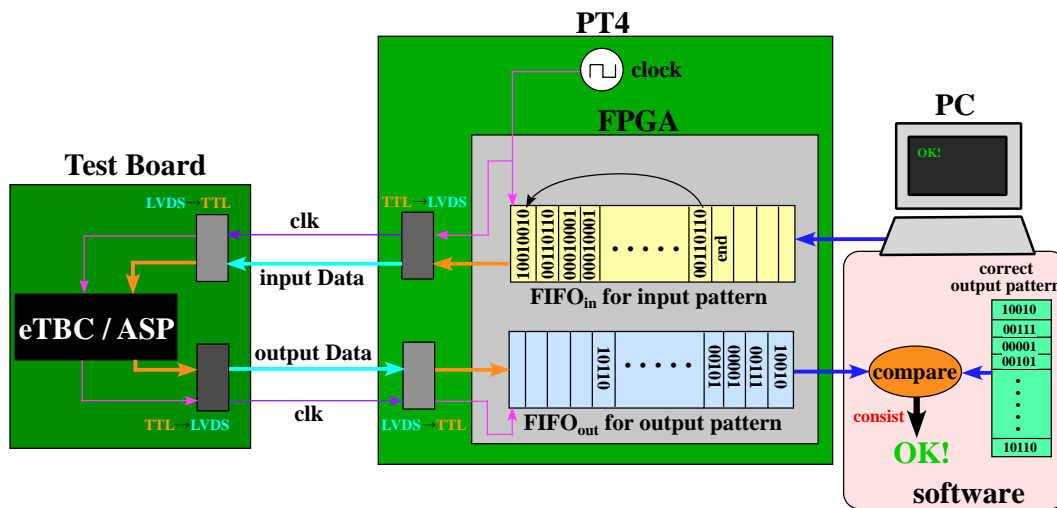 PT4
clock
FPGA
PC
OK!
Test Board
LVDS→TTL
TTL→LVDS
clk
input Data
10010010
00110110
00010001
00010001
00110110
end
FIFOin for input pattern
eTBC / ASP
output Data
clk
TTL→LVDS
LVDS→TTL
10110
00101
00001
00111
10010
FIFOout for output pattern
correct
output pattern
10010
00111
00001
00101
10110
compare
consist
OK!
software